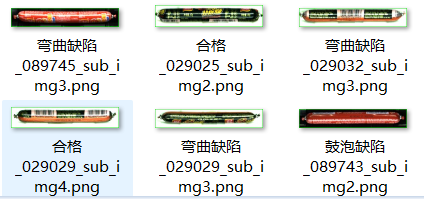 弯曲缺陷
_089745_sub_i
mg3.png
合格
_029025_sub_i
mg2.png
弯曲缺陷
_029032_sub_i
mg3.png
合格
_029029_sub_i
mg4.png
弯曲缺陷
_029029_sub_i
mg3.png
鼓泡缺陷
_089743_sub_i
mg2.png